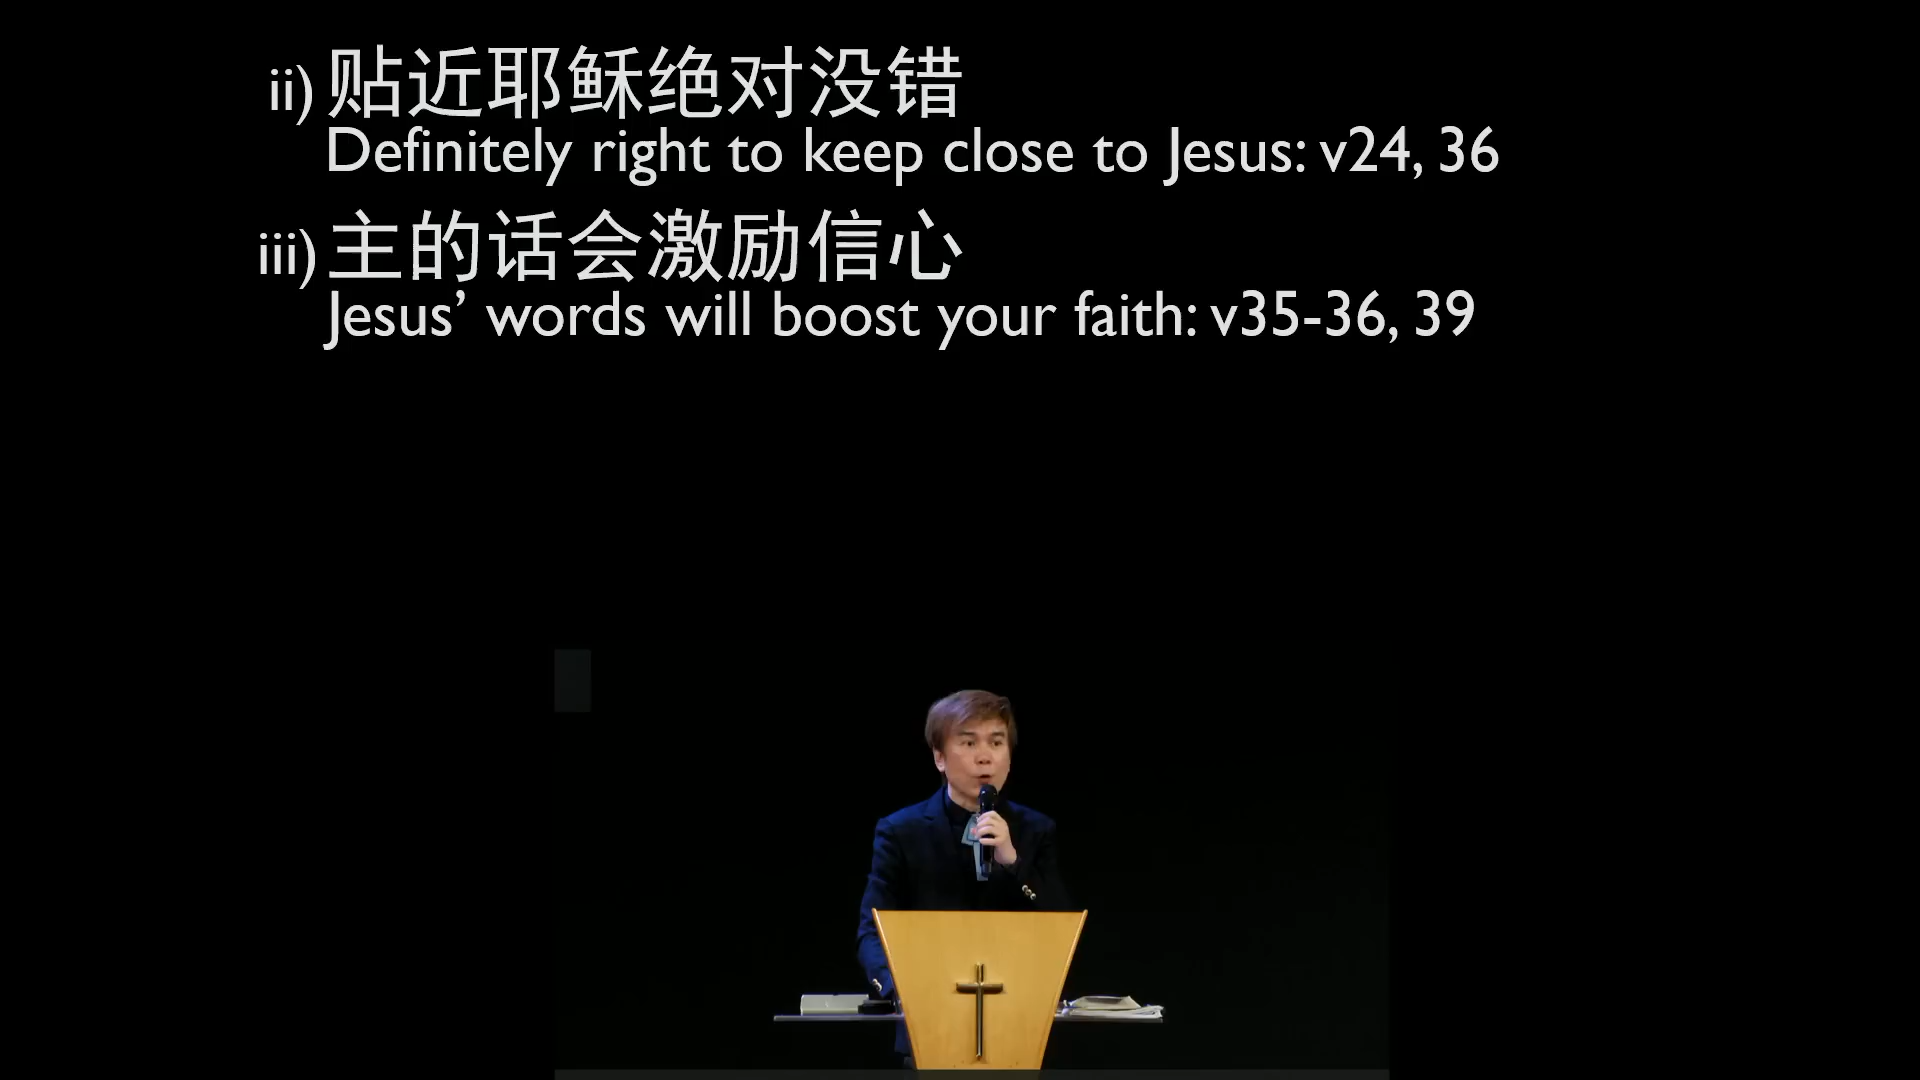 ii) 贴近耶稣绝对没错
Definitely right to keep close to Jesus: v24, 36
iii) 主的话会激励信心
Jesus’ words will boost your faith: v35-36, 39